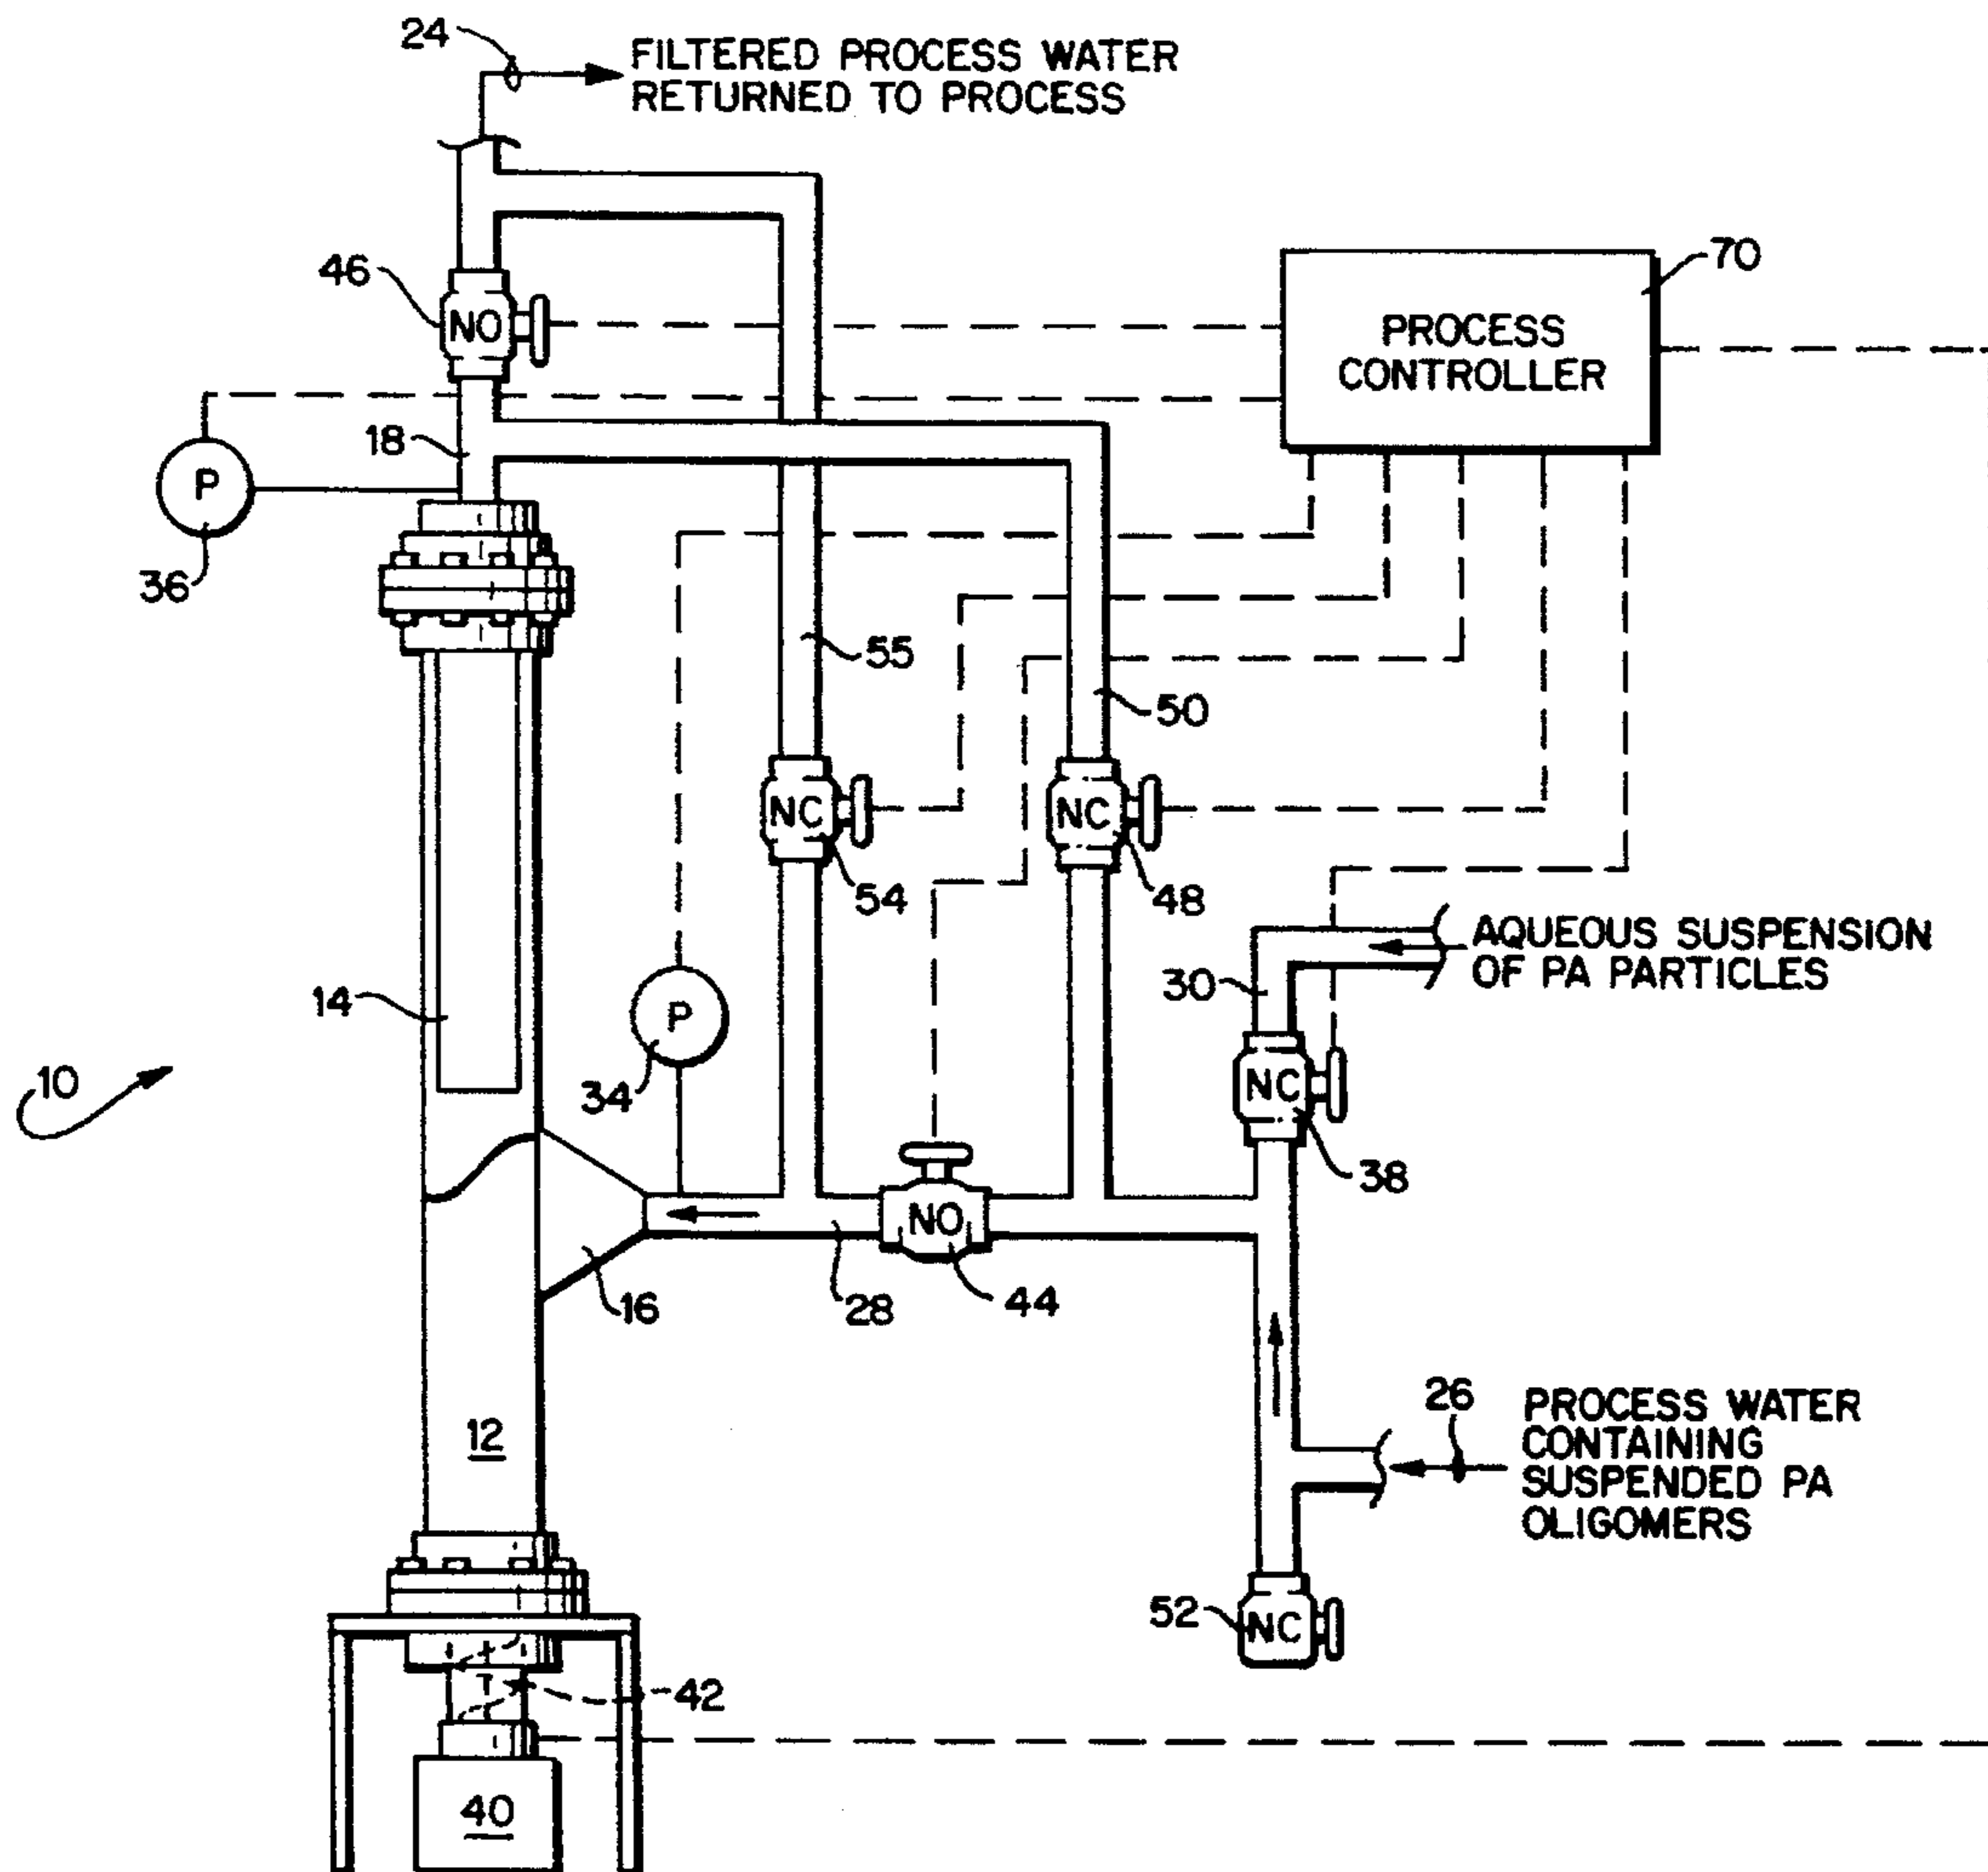 24
FILTERED PROCESS WATER
RETURNED TO PROCESS
46
NO
70
PROCESS
CONTROLLER
18
P
36
55
50
NC
54
NC
48
AQUEOUS SUSPENSION
OF PA PARTICLES
30
14
P
34
NC
38
10
NO
44
28
16
12
26
PROCESS WATER
CONTAINING
SUSPENDED PA
OLIGOMERS
52
NC
42
40